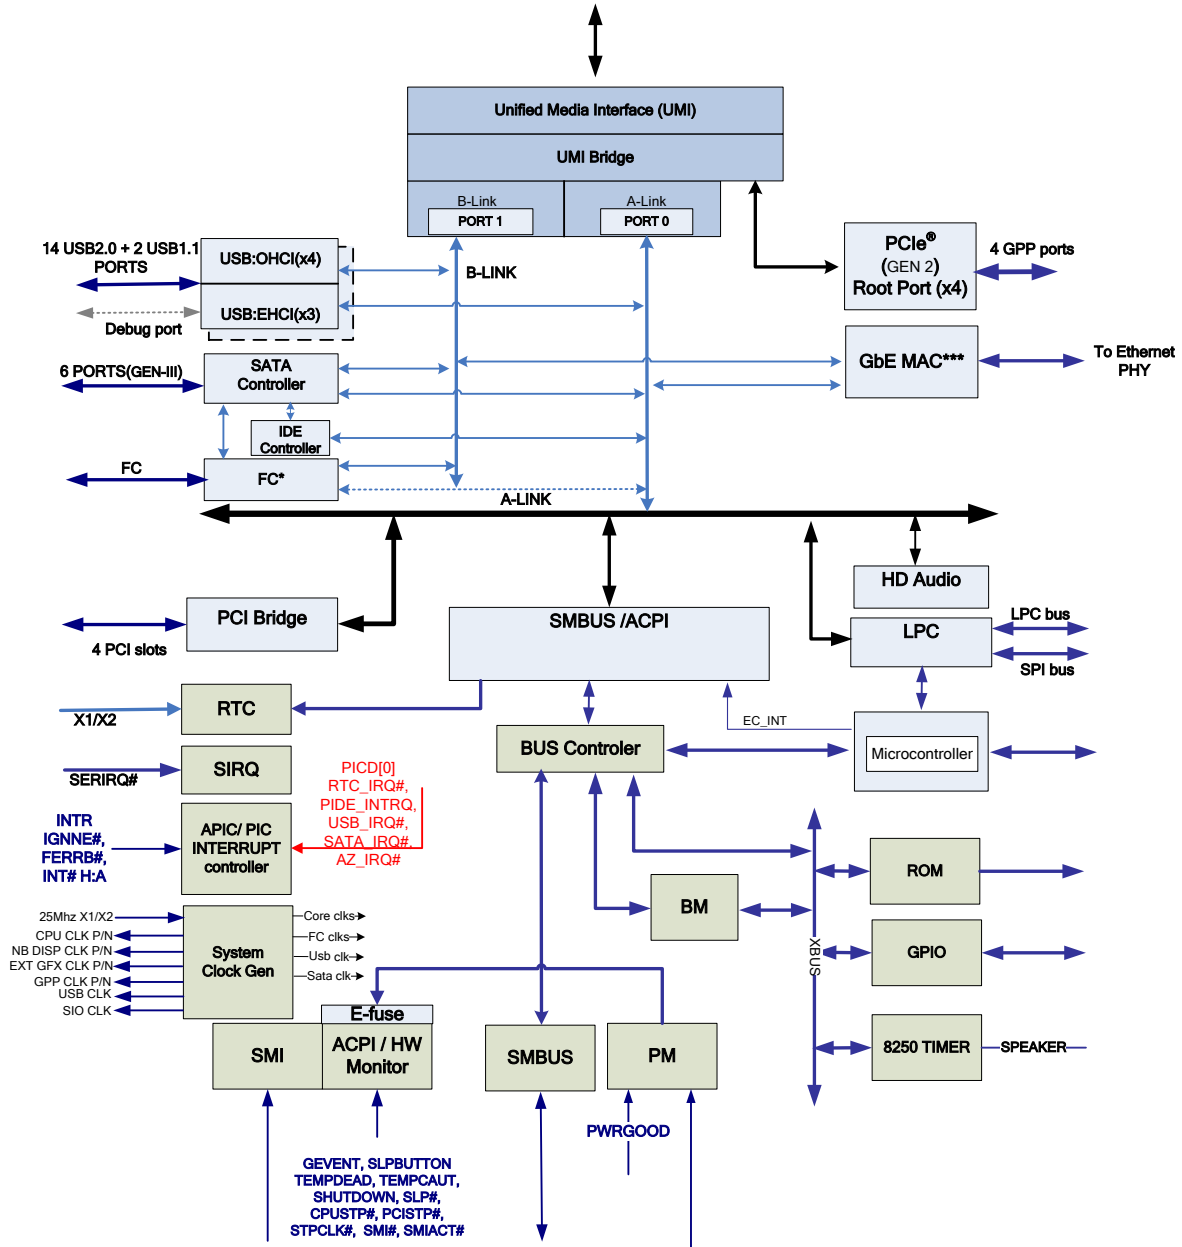 Unified Media Interface (UMI)
UMI Bridge
B-Link
PORT 1
A-Link
PORT 0
14 USB2.0 + 2 USB1.1
PORTS
USB:OHCI(x4)
USB:EHCI(x3)
Debug port
B-LINK
PCIe®
(GEN 2)
Root Port (x4)
4 GPP ports
GbE MAC***
To Ethernet
PHY
6 PORTS(GEN-III)
SATA
Controller
IDE
Controller
FC
FC*
A-LINK
PCI Bridge
4 PCI slots
SMBUS /ACPI
HD Audio
LPC
LPC bus
SPI bus
X1/X2
RTC
EC_INT
BUS Controler
Microcontroller
SERIRQ#
SIRQ
PICD[0]
RTC_IRQ#,
PIDE_INTRQ,
USB_IRQ#,
SATA_IRQ#,
AZ_IRQ#
INTR
IGNNE#,
FERRB#,
INT# H:A
APIC/ PIC
INTERRUPT
controller
BM
XBUS
ROM
GPIO
8250 TIMER
SPEAKER
25Mhz X1/X2
CPU CLK P/N
NB DISP CLK P/N
EXT GFX CLK P/N
GPP CLK P/N
USB CLK
SIO CLK
System
Clock Gen
Core clks
FC clks
Usb clk
Sata clk
E-fuse
SMI
ACPI / HW
Monitor
SMBUS
PM
PWRGOOD
GEVENT, SLPBUTTON
TEMPDEAD, TEMPCAUT,
SHUTDOWN, SLP#,
CPUSTP#, PCISTP#,
STPCLK#, SMI#, SMIACT#